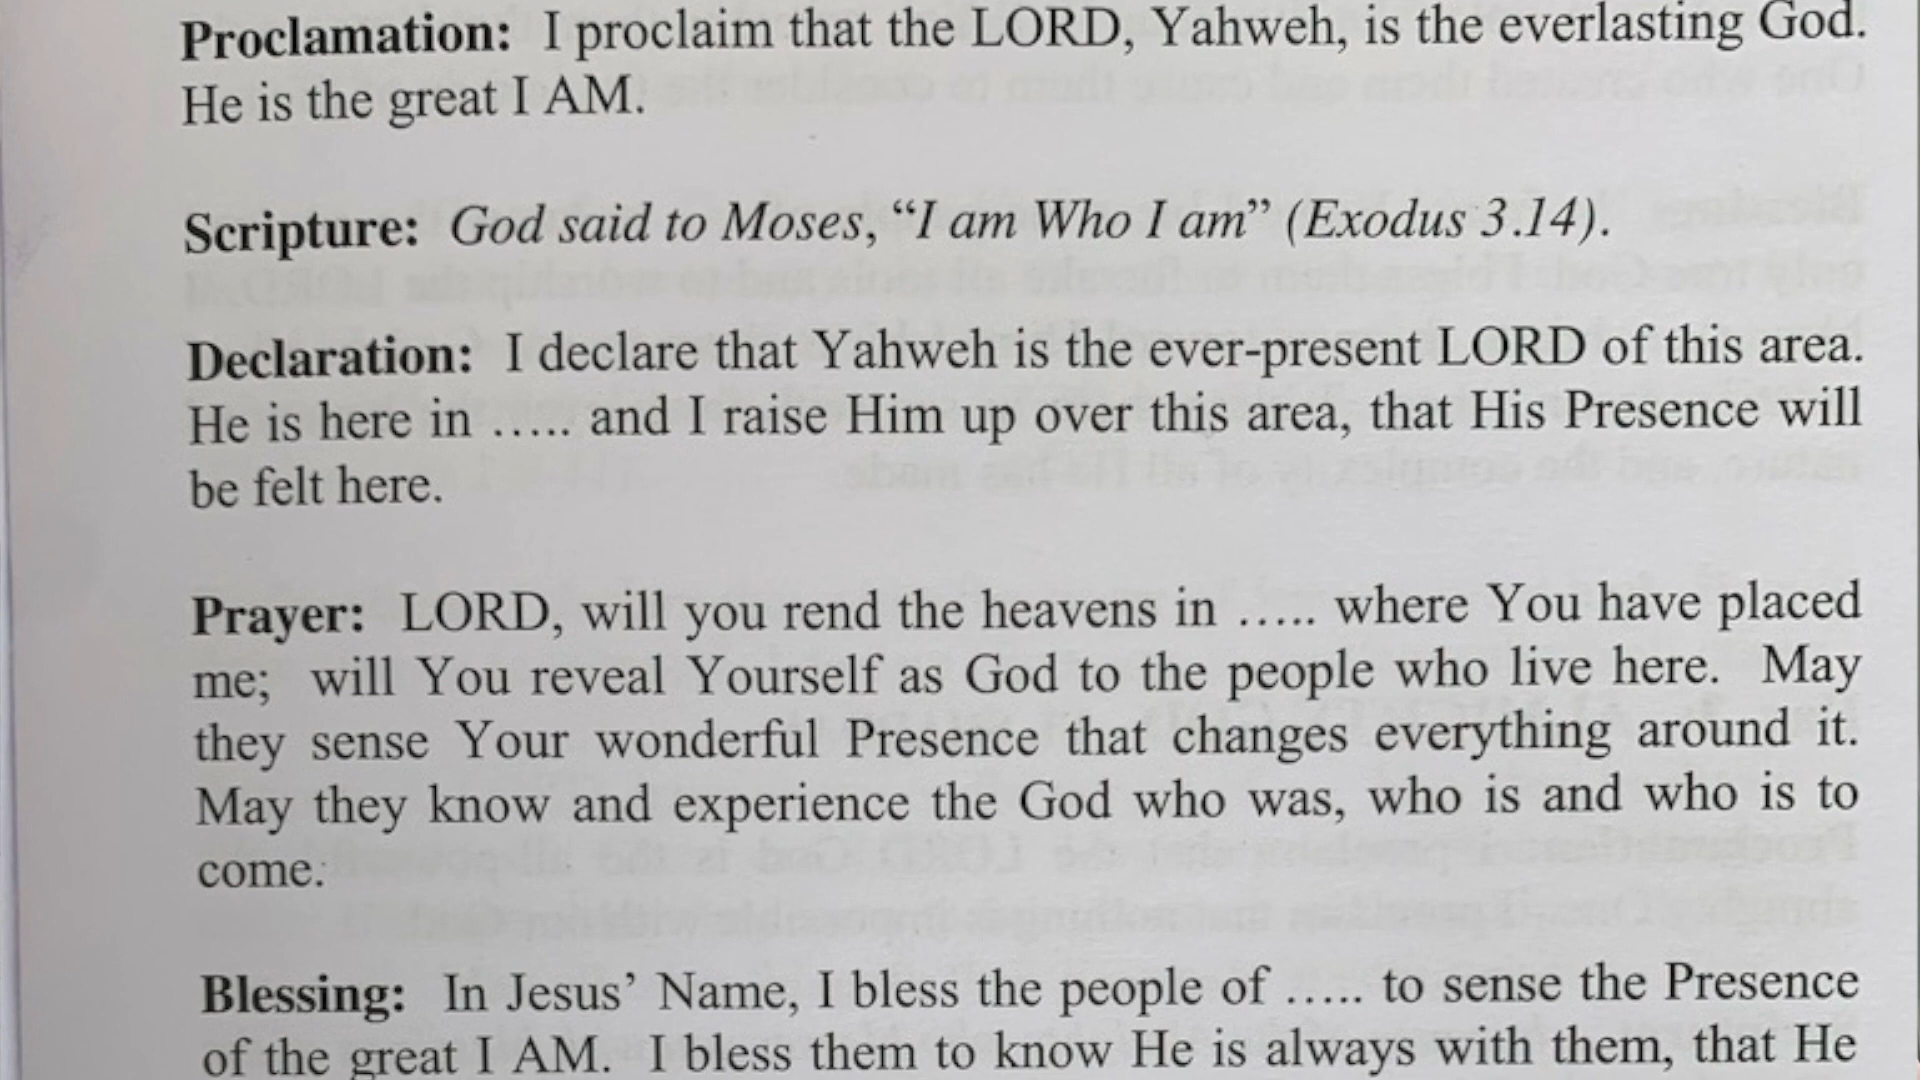 Proclamation: I proclaim that the LORD, Yahweh, is the everlasting God.
He is the great I AM.
Scripture: God said to Moses, “I am Who I am” (Exodus 3.14).
Declaration: I declare that Yahweh is the ever-present LORD of this area.
He is here in ..... and I raise Him up over this area, that His Presence will
be felt here.
Prayer: LORD, will you rend the heavens in ..... where You have placed
me; will You reveal Yourself as God to the people who live here. May
they sense Your wonderful Presence that changes everything around it.
May they know and experience the God who was, who is and who is to
come.
Blessing: In Jesus’ Name, I bless the people of ..... to sense the Presence
of the great I AM. I bless them to know He is always with them, that He